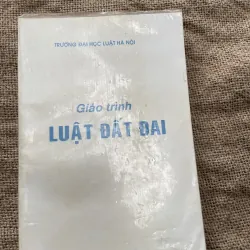 TRƯỜNG ĐẠI HỌC LUẬT HÀ NỘI
Giáo trình
LUẬT ĐẤT ĐAI